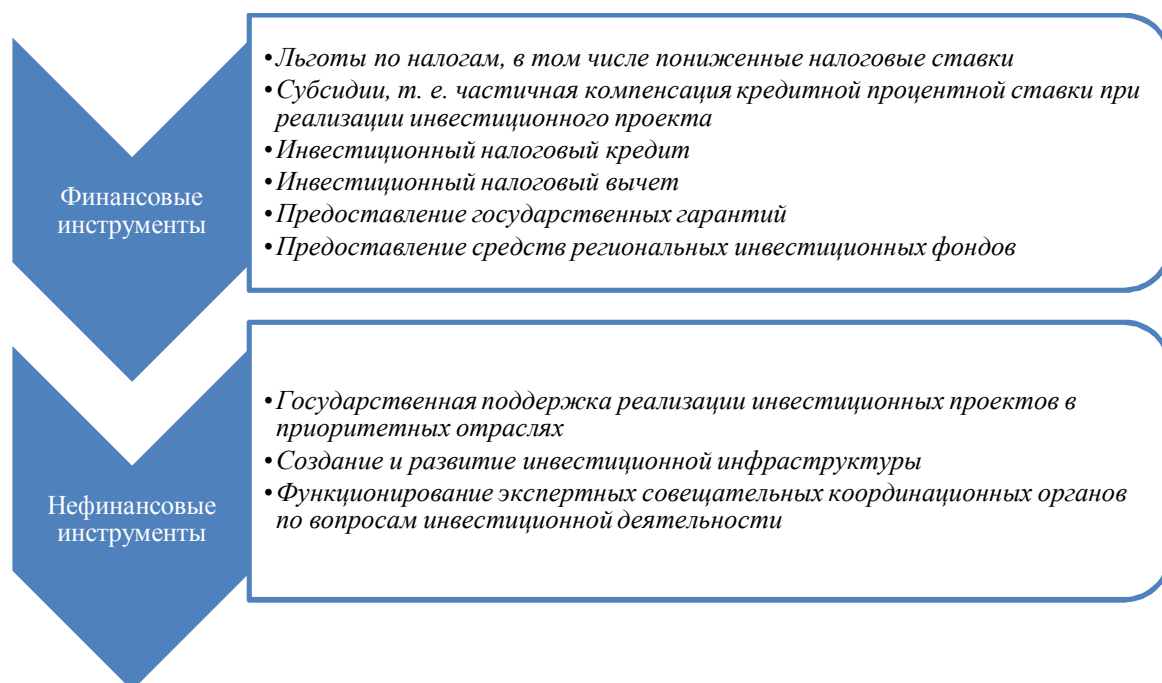 Финансовые
инструменты
•Льготы по налогам, в том числе пониженные налоговые ставки
•Субсидии, т. е. частичная компенсация кредитной процентной ставки при
реализации инвестиционного проекта
•Инвестиционный налоговый кредит
•Инвестиционный налоговый вычет
•Предоставление государственных гарантий
•Предоставление средств региональных инвестиционных фондов
Нефинансовые
инструменты
•Государственная поддержка реализации инвестиционных проектов в
приоритетных отраслях
•Создание и развитие инвестиционной инфраструктуры
•Функционирование экспертных совещательных координационных органов
по вопросам инвестиционной деятельности